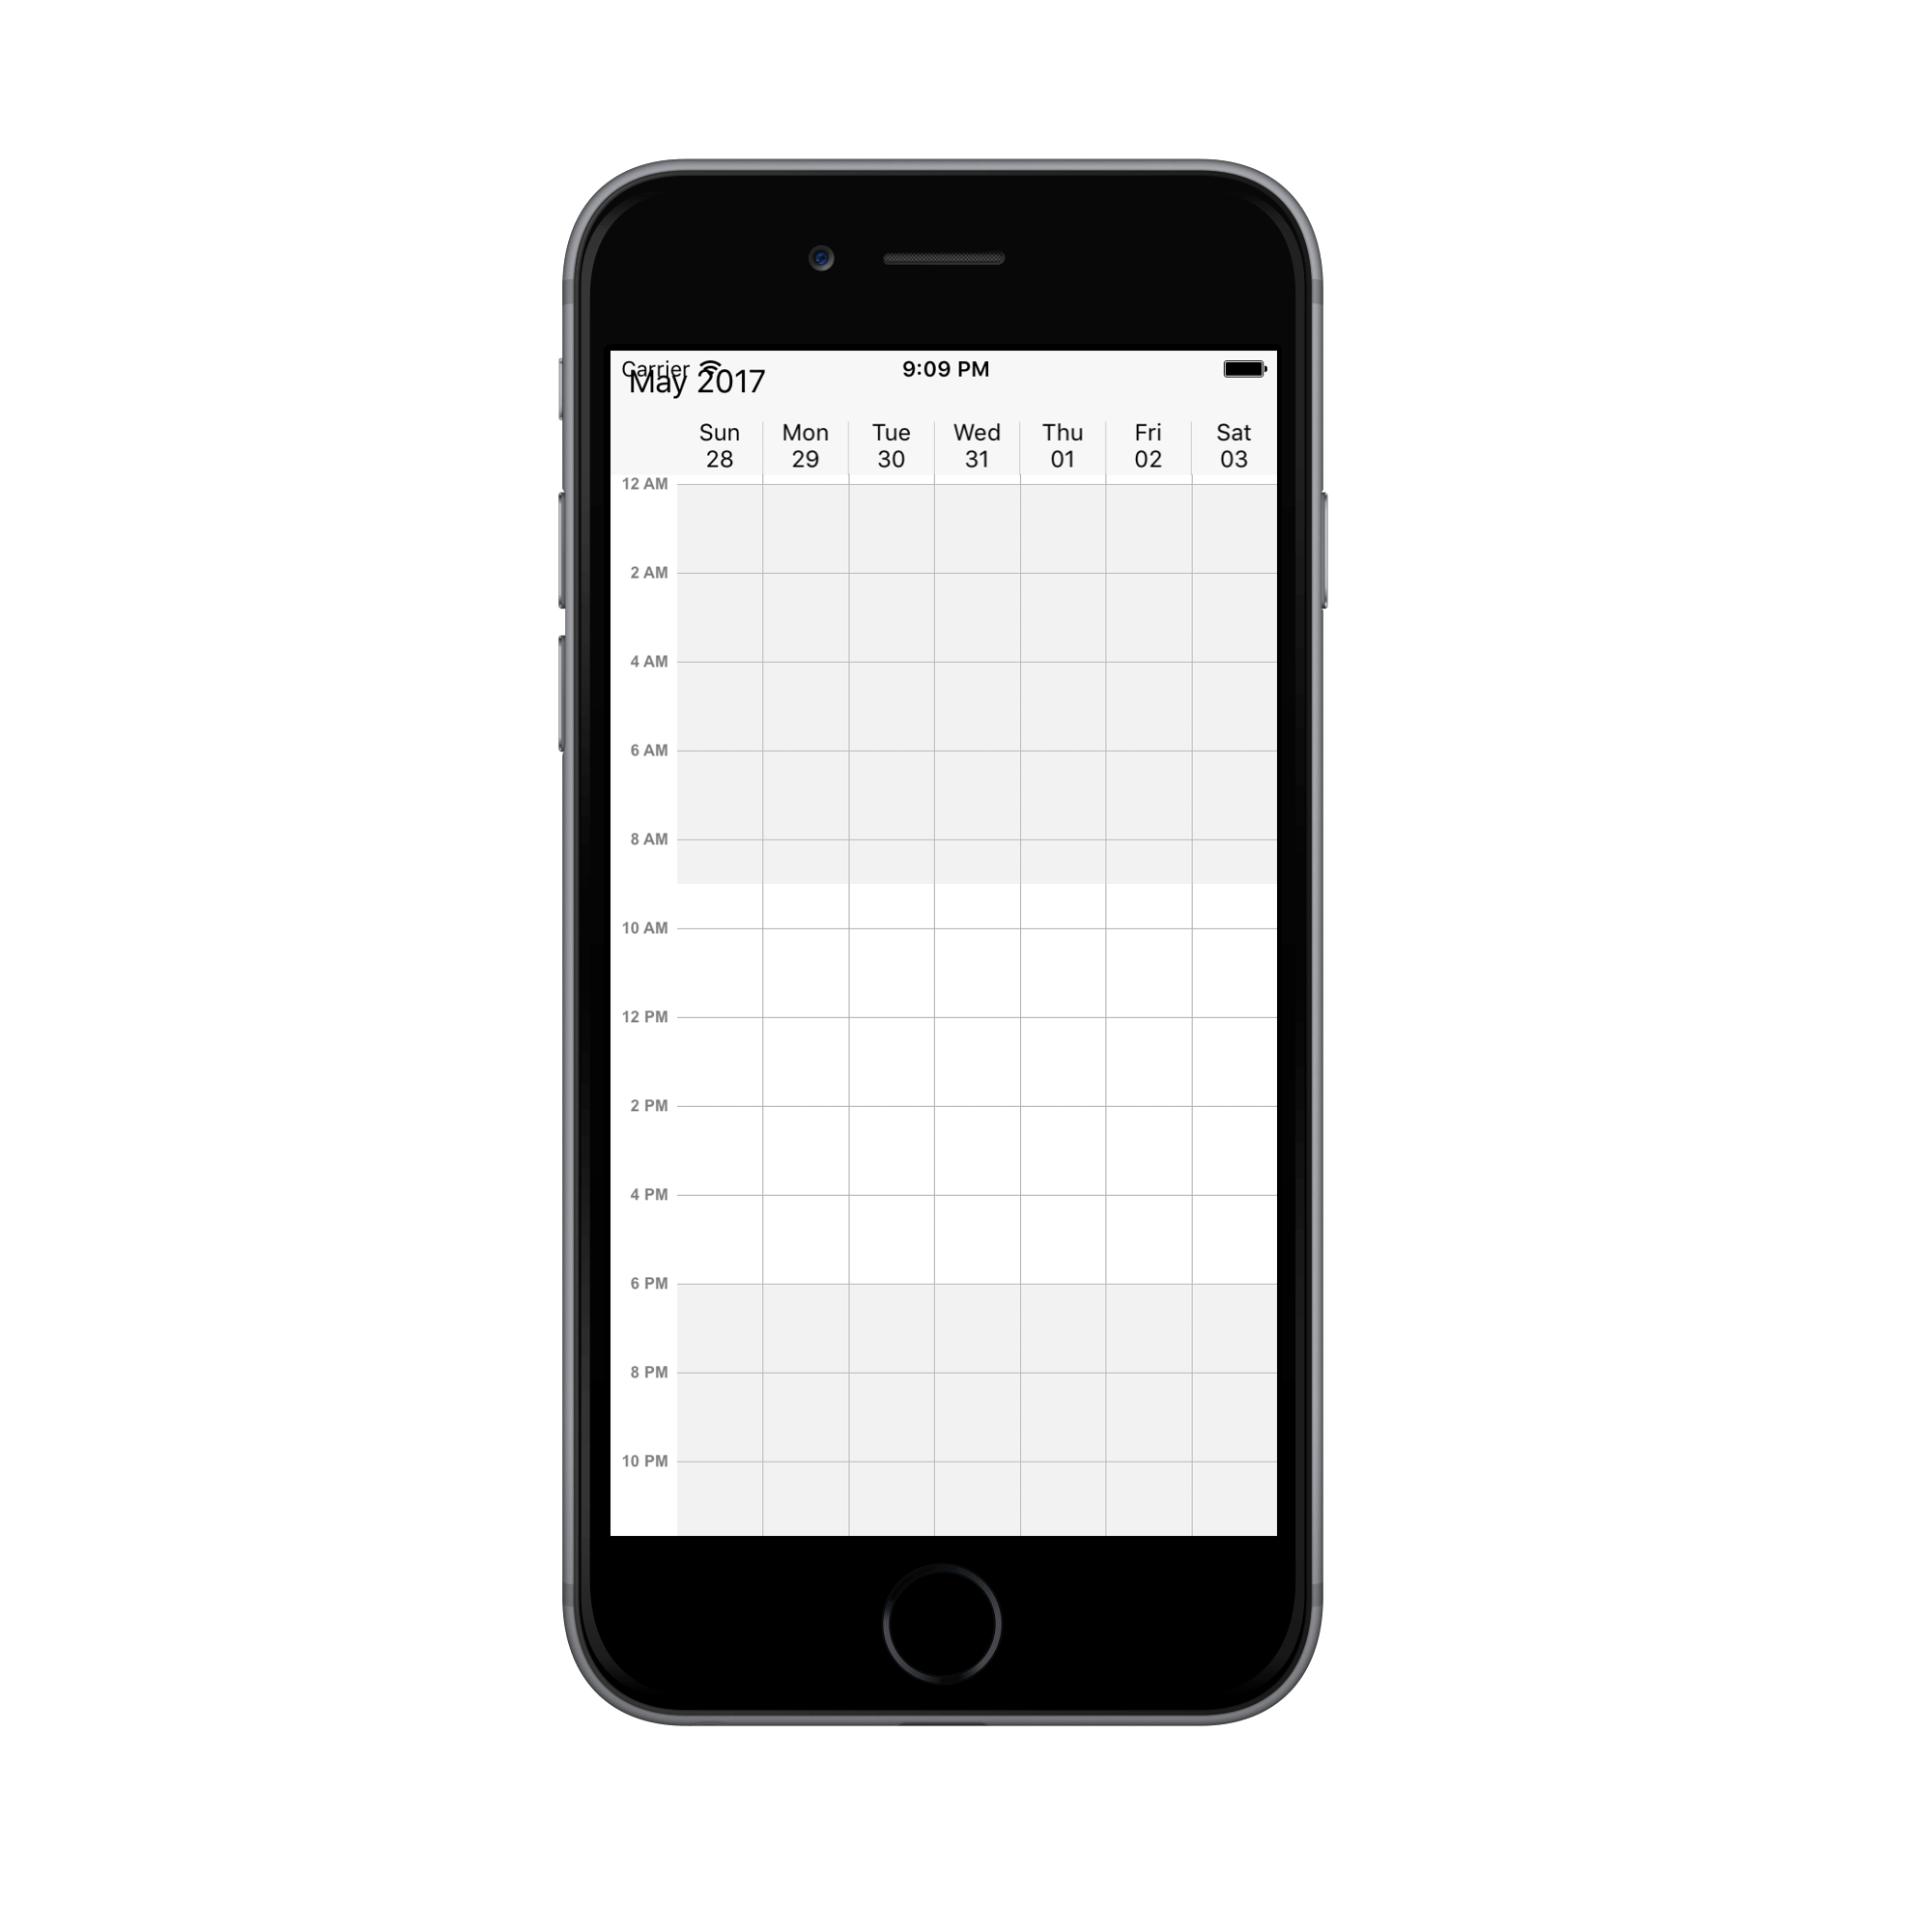 Carrier 9:09 PM
May 2017
Sun Mon Tue Wed Thu Fri Sat
28 29 30 31 01 02 03
12 AM
2 AM
4 AM
6 AM
8 AM
10 AM
12 PM
2 PM
4 PM
6 PM
8 PM
10 PM